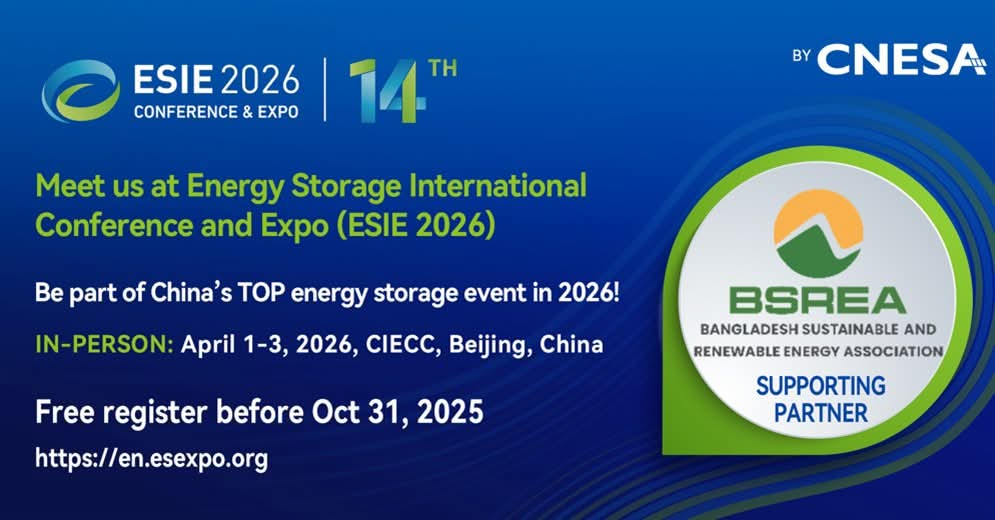 ESIE 2026
CONFERENCE & EXPO
14TH
BY CNESA
Meet us at Energy Storage International
Conference and Expo (ESIE 2026)
Be part of China's TOP energy storage event in 2026!
IN-PERSON: April 1-3, 2026, CIECC, Beijing, China
Free register before Oct 31, 2025
https://en.esexpo.org
BSREA
BANGLADESH SUSTAINABLE AND
RENEWABLE ENERGY ASSOCIATION
SUPPORTING
PARTNER